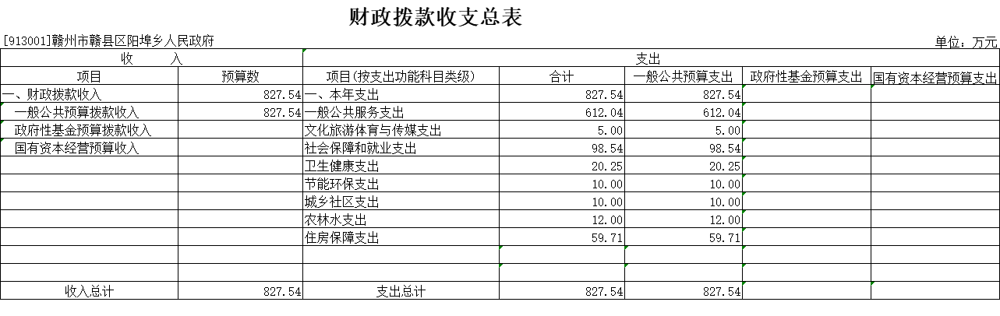 财政拨款收支总表
[913001]赣州市赣县区阳埠乡人民政府 单位：万元
收 入 支出
项目 预算数 项目(按支出功能科目类级) 合计 一般公共预算支出 政府性基金预算支出 国有资本经营预算支出
一、财政拨款收入 827.54 一、本年支出 827.54 827.54
一般公共预算拨款收入 827.54 一般公共服务支出 612.04 612.04
政府性基金预算拨款收入 文化旅游体育与传媒支出 5.00 5.00
国有资本经营预算收入 社会保障和就业支出 98.54 98.54
卫生健康支出 20.25 20.25
节能环保支出 10.00 10.00
城乡社区支出 10.00 10.00
农林水支出 12.00 12.00
住房保障支出 59.71 59.71
收入总计 827.54 支出总计 827.54 827.54